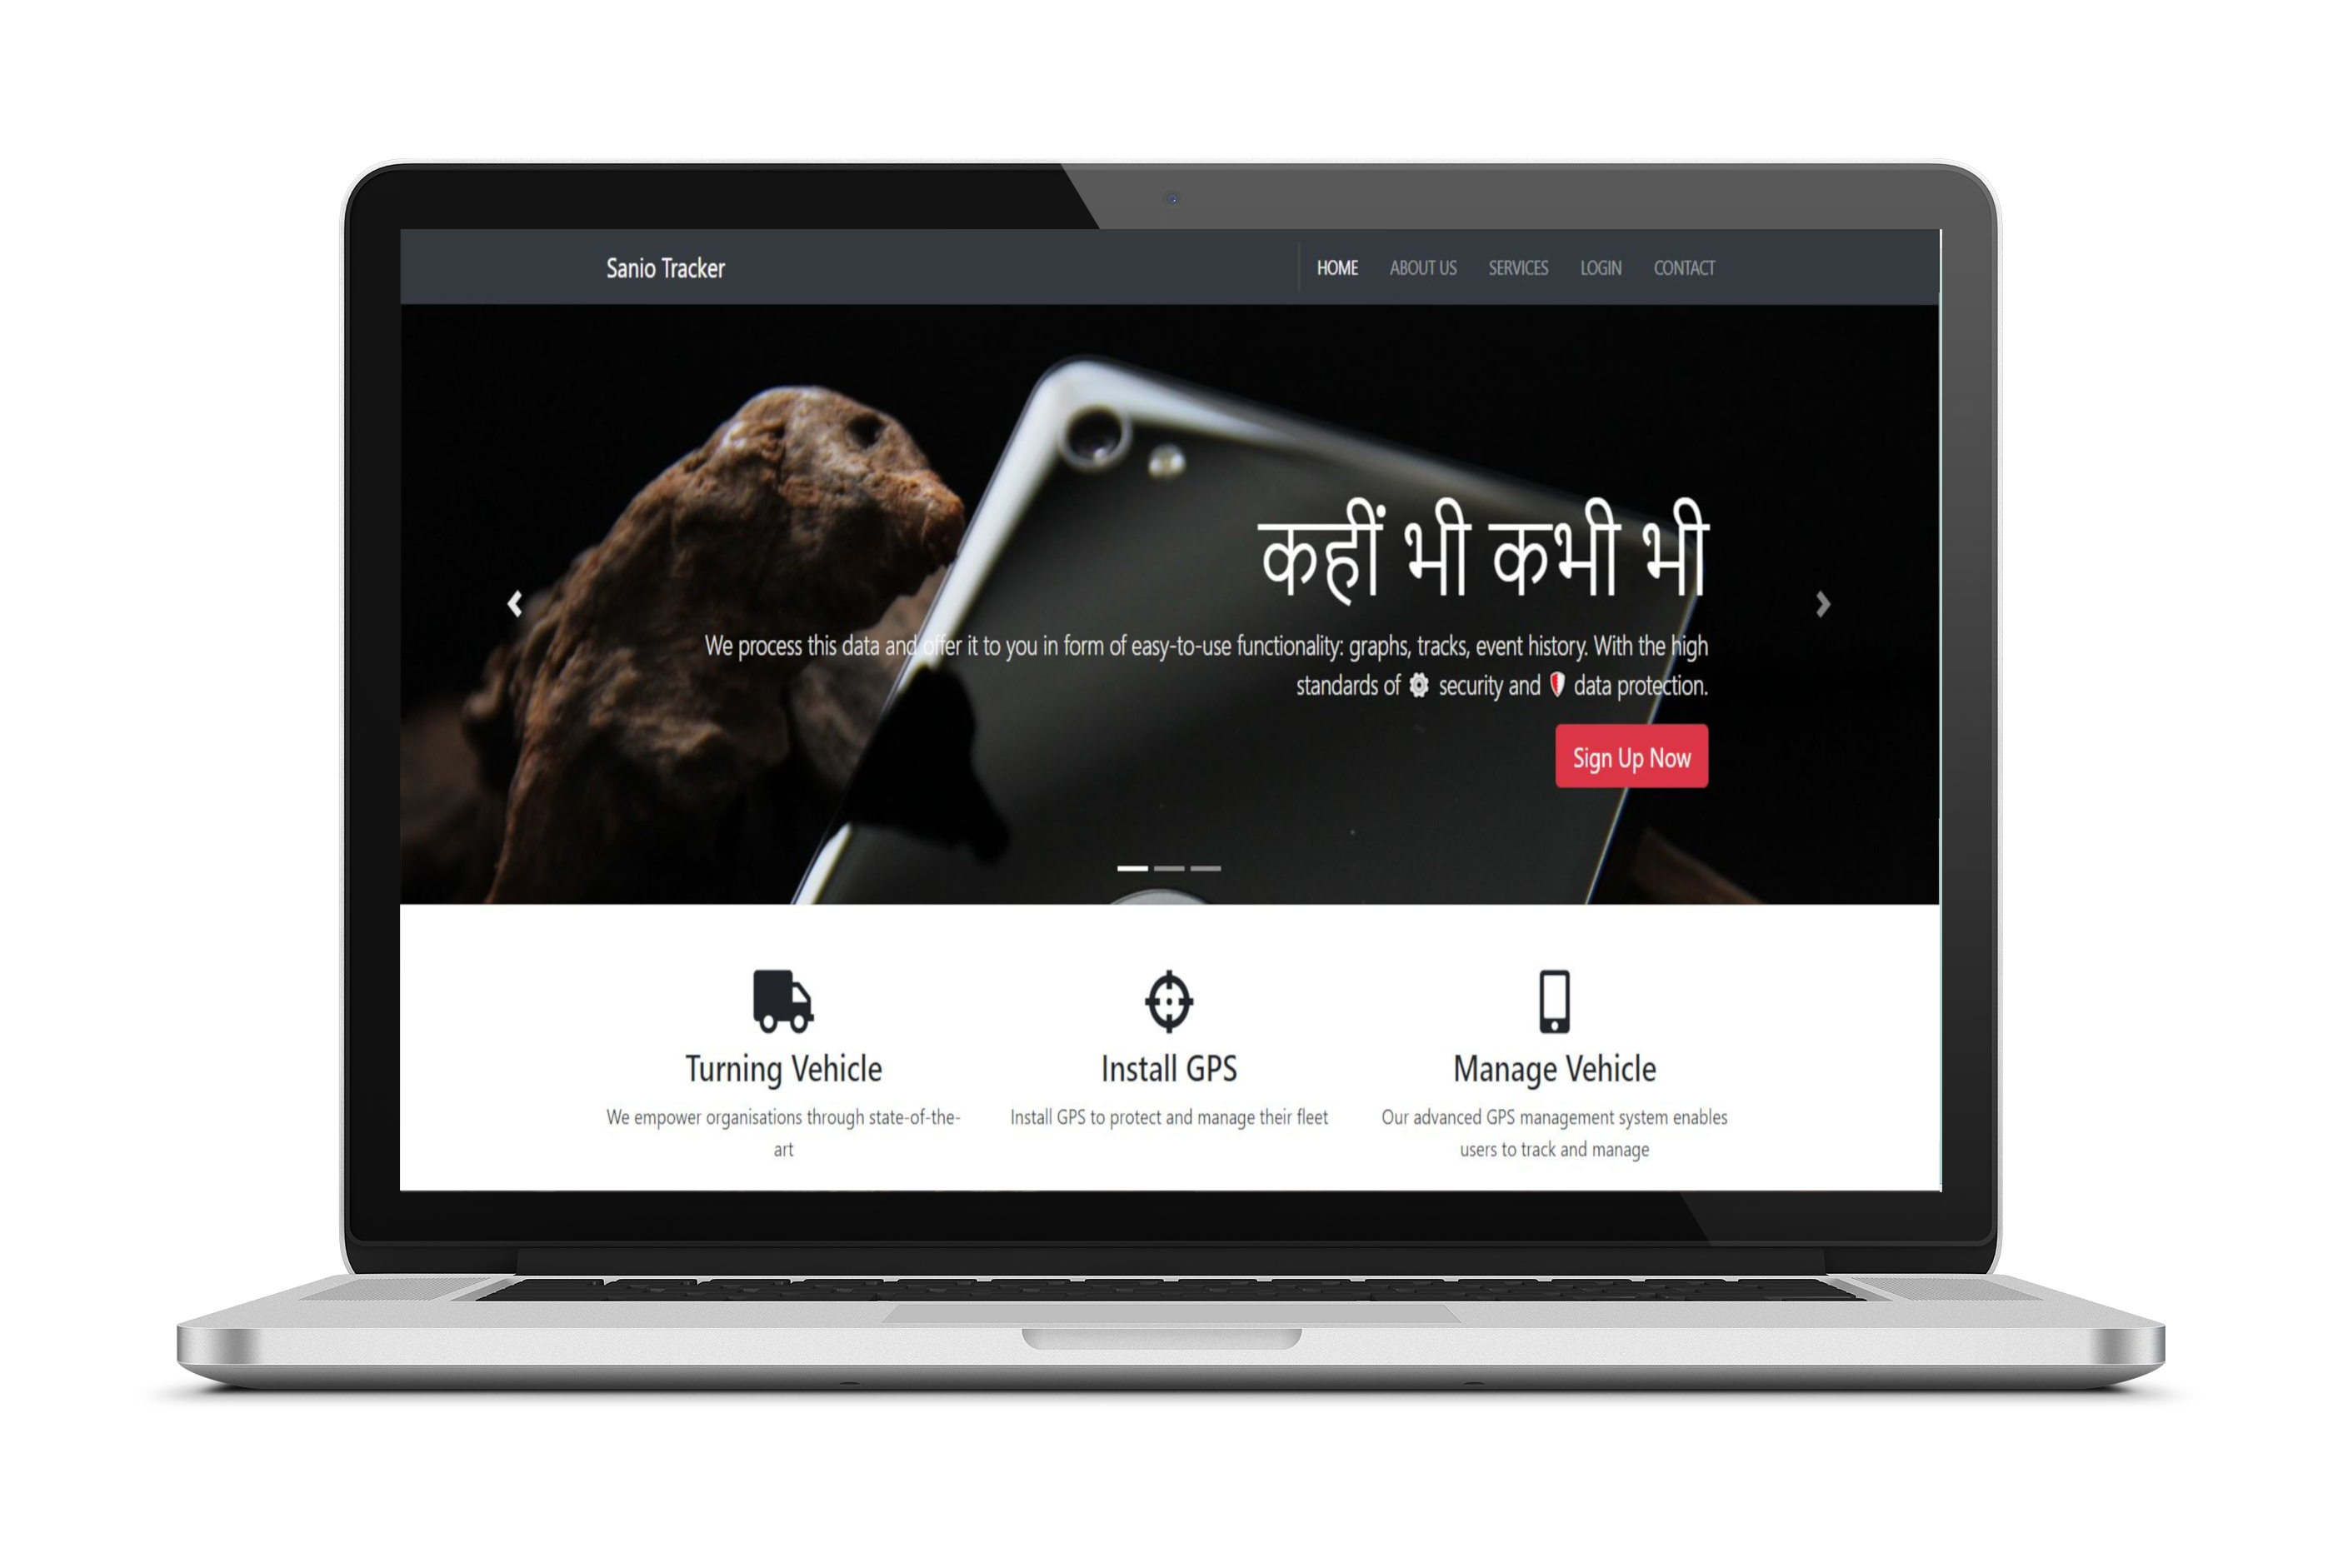 Sanio Tracker
HOME ABOUT US SERVICES LOGIN CONTACT
कहीं भी कभी भी
We process this data and offer it to you in form of easy-to-use functionality: graphs, tracks, event history. With the high
standards of security and data protection.
Sign Up Now
Turning Vehicle
We empower organisations through state-of-the-
art
Install GPS
Install GPS to protect and manage their fleet
Manage Vehicle
Our advanced GPS management system enables
users to track and manage